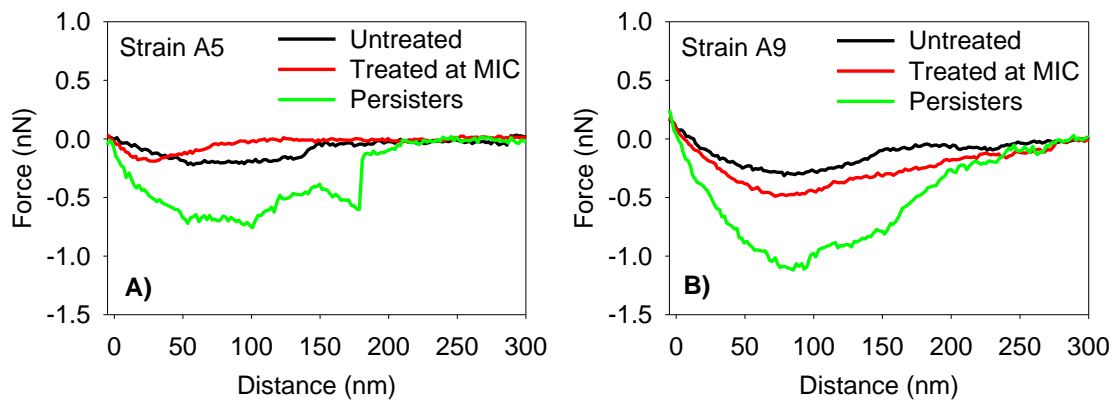 Strain A5
Untreated
Treated at MIC
Persisters
1.0
0.5
0.0
-0.5
-1.0
-1.5
Force (nN)
A)
0 50 100 150 200 250 300
Distance (nm)
Strain A9
Untreated
Treated at MIC
Persisters
1.0
0.5
0.0
-0.5
-1.0
-1.5
Force (nN)
B)
0 50 100 150 200 250 300
Distance (nm)